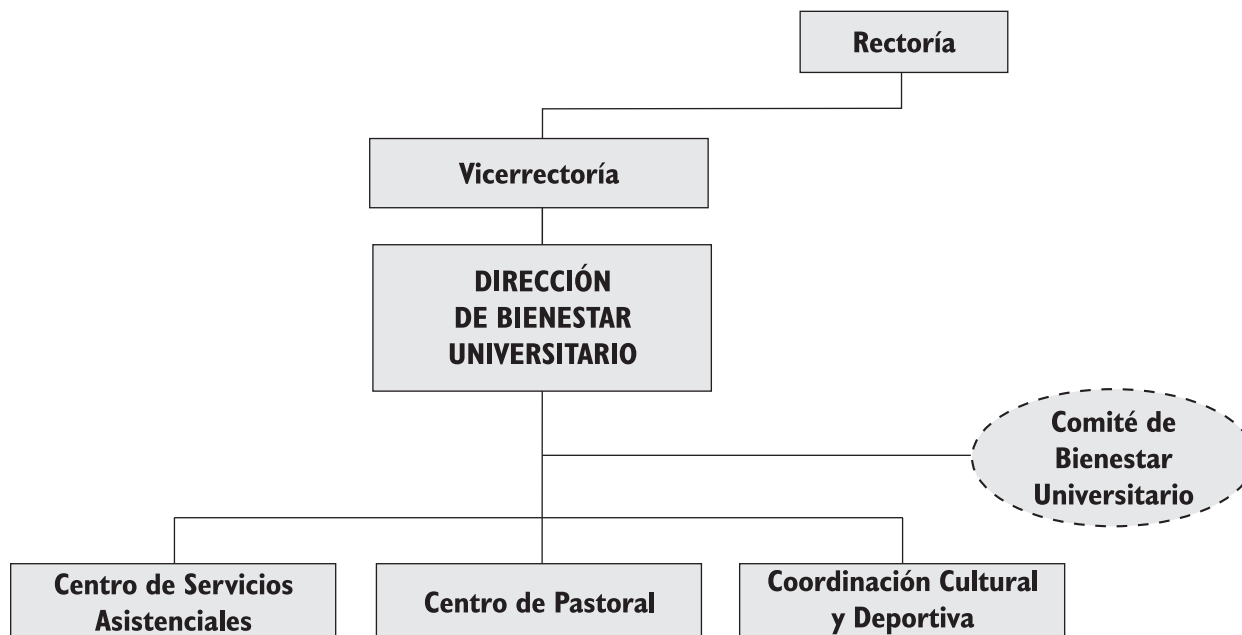 Rectoría
Vicerrectoría
DIRECCIÓN
DE BIENESTAR
UNIVERSITARIO
Comité de
Bienestar
Universitario
Centro de Servicios
Asistenciales
Centro de Pastoral
Coordinación Cultural
y Deportiva